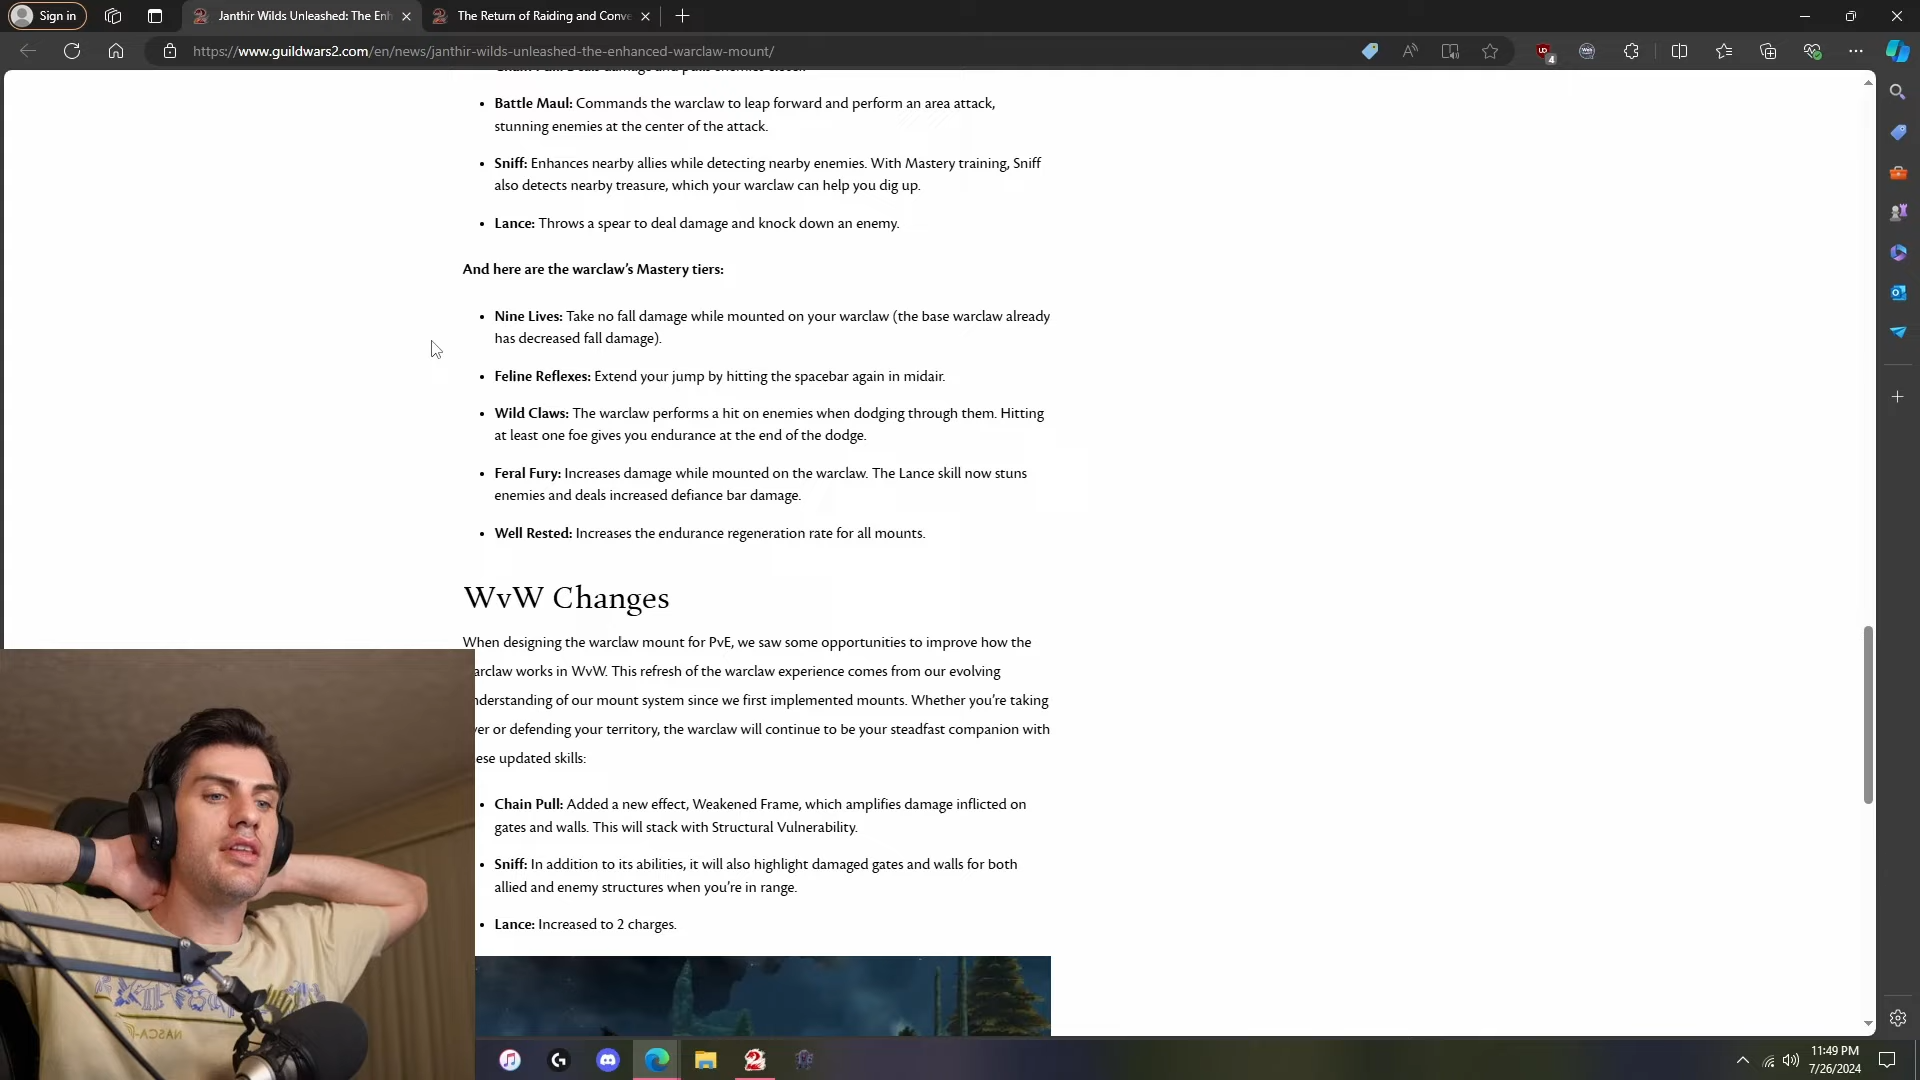 Sign in
Janthir Wilds Unleashed: The Enh
The Return of Raiding and Conve
https://www.guildwars2.com/en/news/janthir-wilds-unleashed-the-enhanced-warclaw-mount/
4
• Battle Maul: Commands the warclaw to leap forward and perform an area attack,
stunning enemies at the center of the attack.
• Sniff: Enhances nearby allies while detecting nearby enemies. With Mastery training, Sniff
also detects nearby treasure, which your warclaw can help you dig up.
• Lance: Throws a spear to deal damage and knock down an enemy.
And here are the warclaw’s Mastery tiers:
• Nine Lives: Take no fall damage while mounted on your warclaw (the base warclaw already
has decreased fall damage).
• Feline Reflexes: Extend your jump by hitting the spacebar again in midair.
• Wild Claws: The warclaw performs a hit on enemies when dodging through them. Hitting
at least one foe gives you endurance at the end of the dodge.
• Feral Fury: Increases damage while mounted on the warclaw. The Lance skill now stuns
enemies and deals increased defiance bar damage.
• Well Rested: Increases the endurance regeneration rate for all mounts.
WvW Changes
When designing the warclaw mount for PvE, we saw some opportunities to improve how the
arclaw works in WvW. This refresh of the warclaw experience comes from our evolving
nderstanding of our mount system since we first implemented mounts. Whether you’re taking
er or defending your territory, the warclaw will continue to be your steadfast companion with
ese updated skills:
• Chain Pull: Added a new effect, Weakened Frame, which amplifies damage inflicted on
gates and walls. This will stack with Structural Vulnerability.
• Sniff: In addition to its abilities, it will also highlight damaged gates and walls for both
allied and enemy structures when you’re in range.
• Lance: Increased to 2 charges.
11:49 PM
7/26/2024